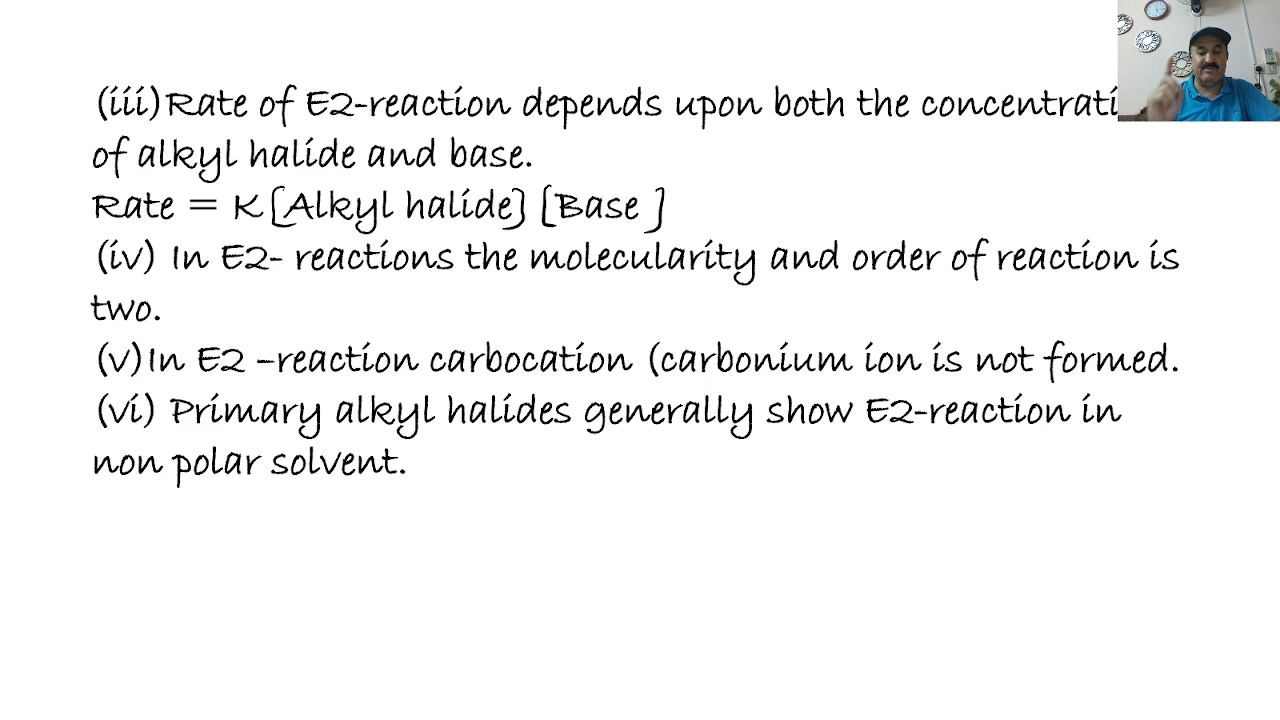 (iii)Rate of E2-reaction depends upon both the concentrati
of alkyl halide and base.
Rate = K[Alkyl halide] [Base ]
(iv) In E2- reactions the molecularity and order of reaction is
two.
(v)In E2 –reaction carbocation (carbonium ion is not formed.
(vi) Primary alkyl halides generally show E2-reaction in
non polar solvent.